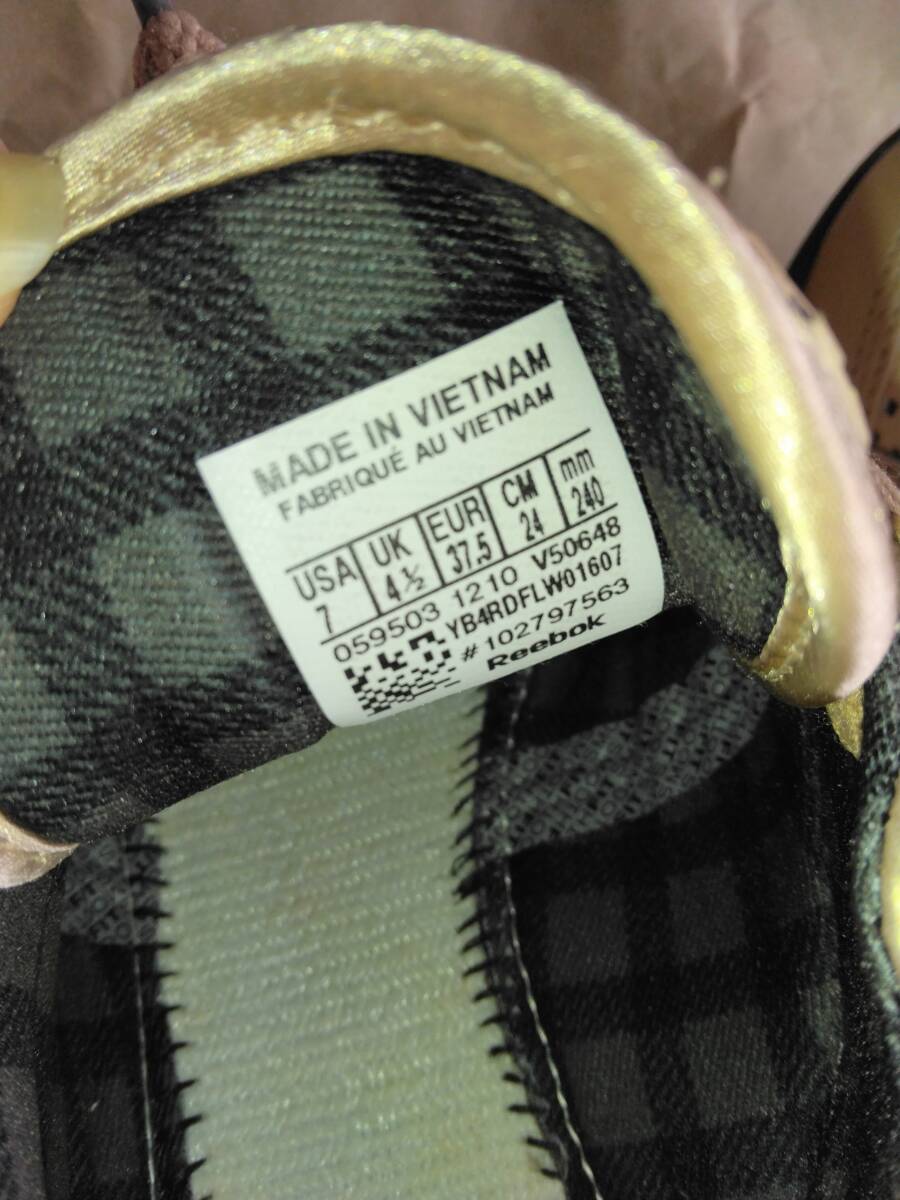 MADE IN VIETNAM
FABRIQUÉ AU VIETNAM
USA UK EUR CM mm
7 4½ 37.5 24 240
059503 1210 V50648
YB4RDFLW01607
#102797563
Reebok